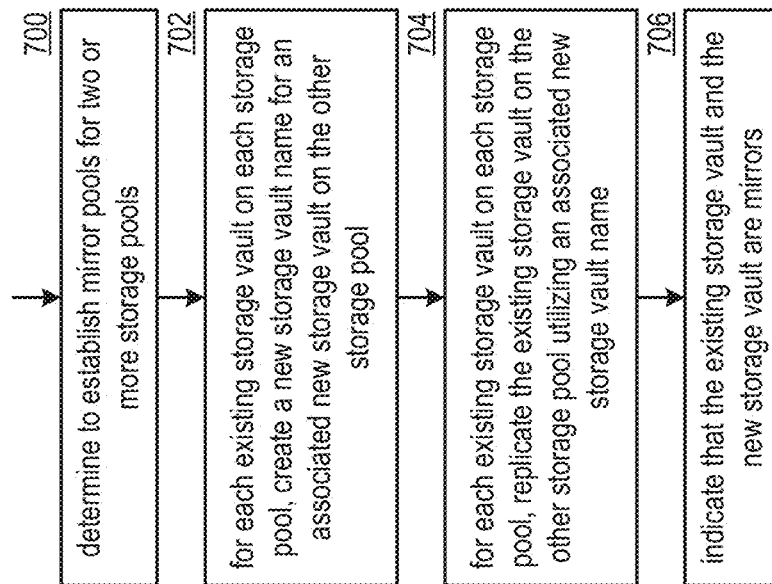 700
determine to establish mirror pools for two or
more storage pools
702
for each existing storage vault on each storage
pool, create a new storage vault name for an
associated new storage vault on the other
storage pool
704
for each existing storage vault on each storage
pool, replicate the existing storage vault on the
other storage pool utilizing an associated new
storage vault name
706
indicate that the existing storage vault and the
new storage vault are mirrors